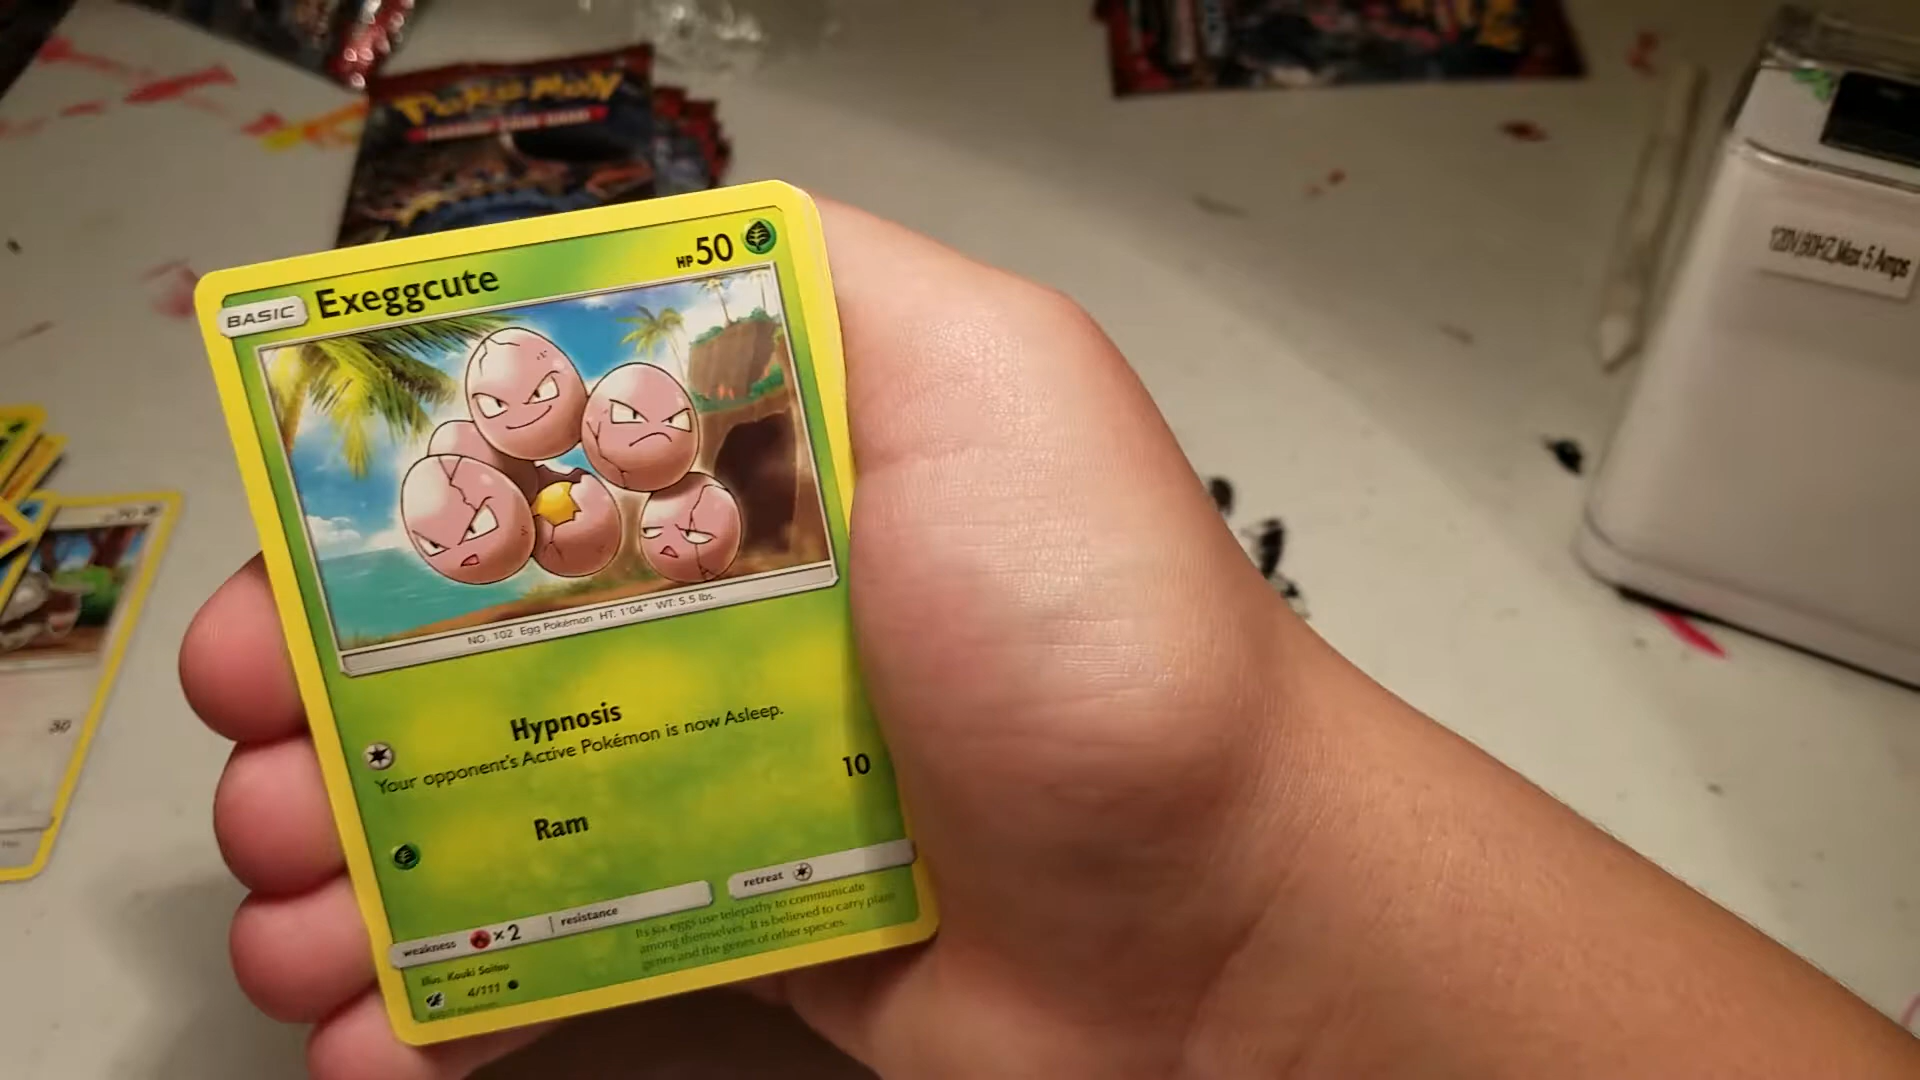 POKéMON
120V,60HZ,Max 5 Amps
BASIC
Exeggcute
HP 50
NO. 102 Egg Pokémon HT: 1'04" WT: 5.5 lbs.
Hypnosis
Your opponent's Active Pokémon is now Asleep.
Ram
10
weakness ×2
resistance
retreat
Its six eggs use telepathy to communicate
among themselves. It is believed to carry plant
genes and the genes of other species.
Illus. Kouki Saitou
4/111
30